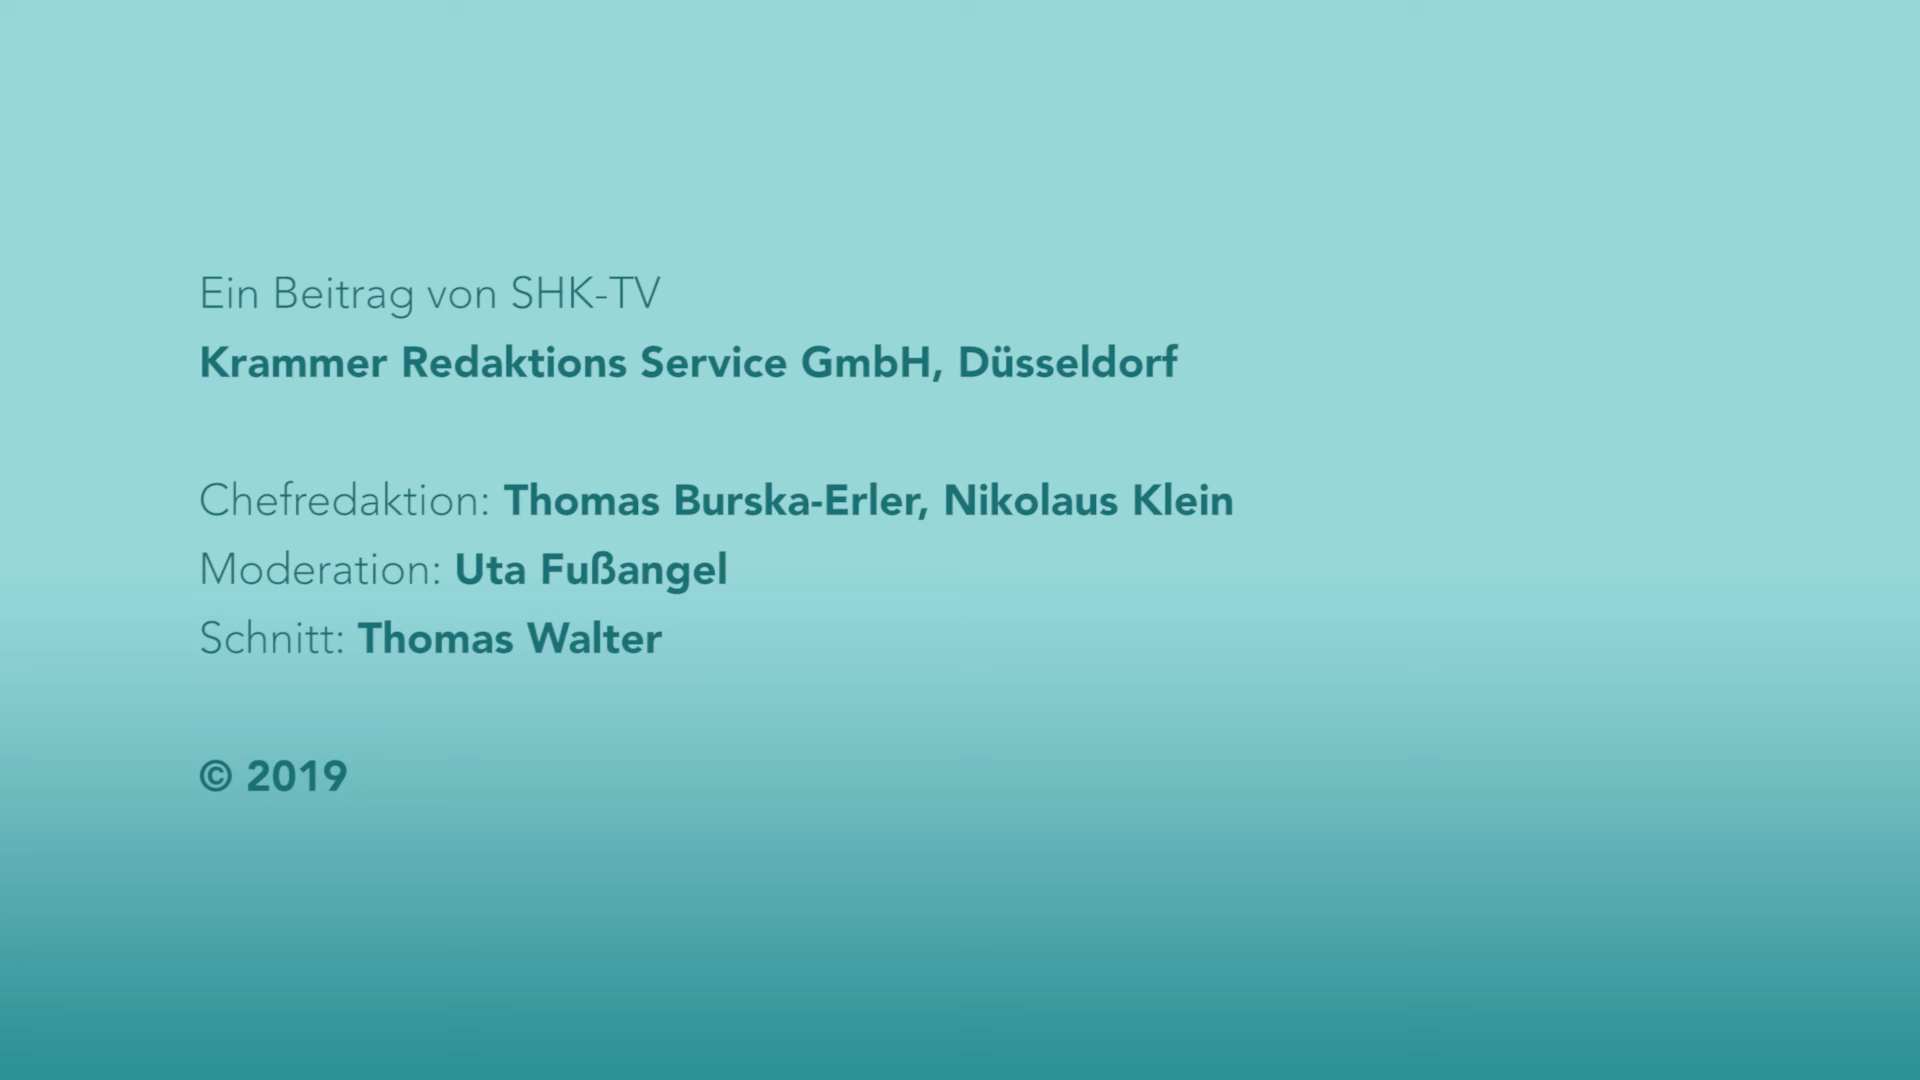 Ein Beitrag von SHK-TV
Krammer Redaktions Service GmbH, Düsseldorf
Chefredaktion: Thomas Burska-Erler, Nikolaus Klein
Moderation: Uta Fußangel
Schnitt: Thomas Walter
© 2019